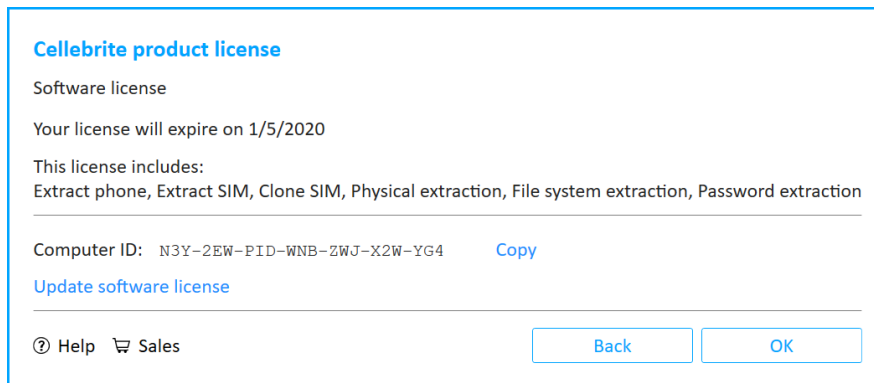 Cellebrite product license
Software license
Your license will expire on 1/5/2020
This license includes:
Extract phone, Extract SIM, Clone SIM, Physical extraction, File system extraction, Password extraction
Computer ID: N3Y-2EW-PID-WNB-ZWJ-X2W-YG4 Copy
Update software license
Help Sales Back OK